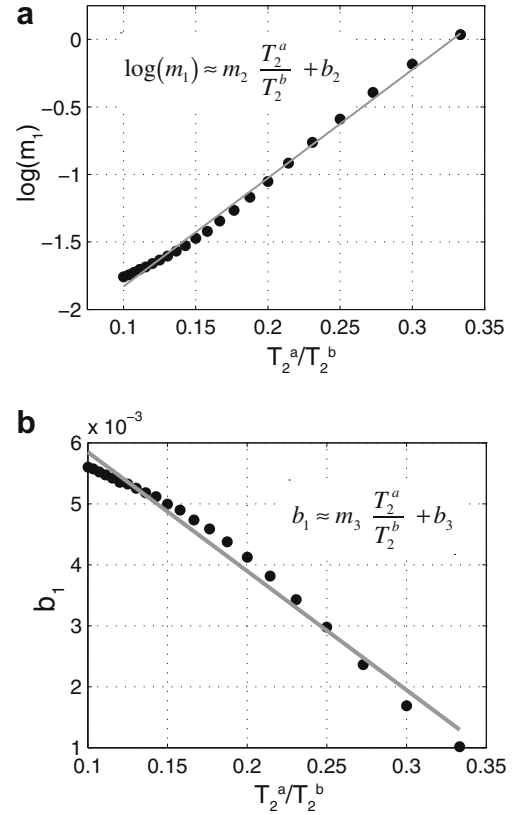 a
0
-0.5
-1
-1.5
-2
log(m₁)
log(m₁) ≈ m₂ T₂ᵃ/T₂ᵇ + b₂
0.1 0.15 0.2 0.25 0.3 0.35
T₂ᵃ/T₂ᵇ
b
x 10⁻³
6
5
4
3
2
1
b₁
b₁ ≈ m₃ T₂ᵃ/T₂ᵇ + b₃
0.1 0.15 0.2 0.25 0.3 0.35
T₂ᵃ/T₂ᵇ